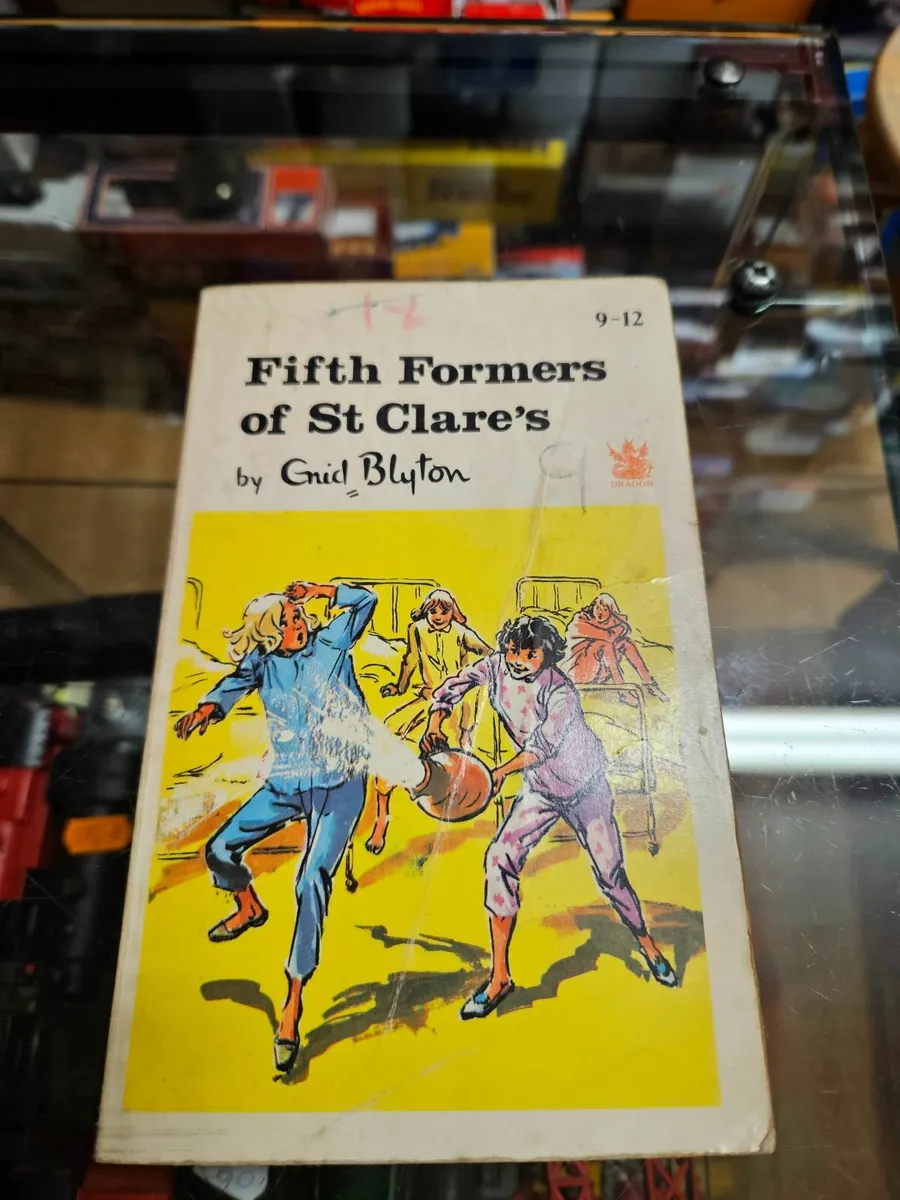 9-12
Fifth Formers
of St Clare's
by Enid Blyton
DRAGON